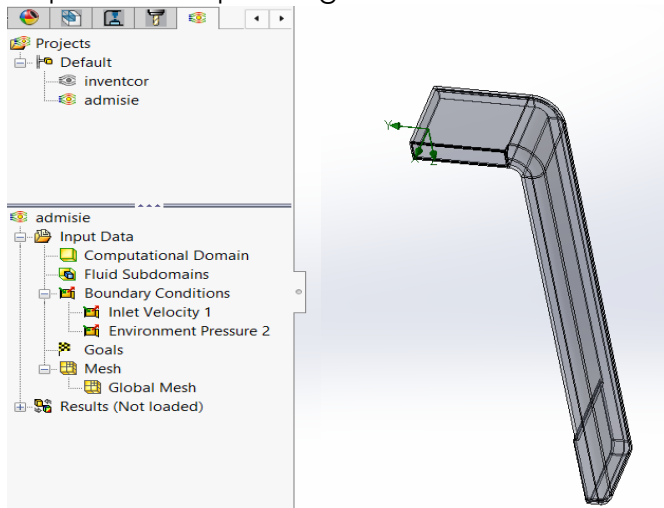 Projects
Default
inventcor
admisie
admisie
Input Data
Computational Domain
Fluid Subdomains
Boundary Conditions
Inlet Velocity 1
Environment Pressure 2
Goals
Mesh
Global Mesh
Results (Not loaded)
Y
X
Z